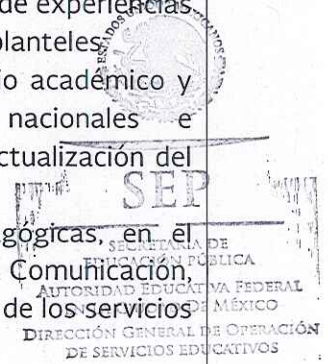 de experiencias.
planteles.
io académico y
nacionales e
ctualización del
SEP
gógicas, en el
SECRETARÍA DE
EDUCACIÓN PÚBLICA
Comunicación,
AUTORIDAD EDUCATIVA FEDERAL
MÉXICO
de los servicios
DIRECCIÓN GENERAL DE OPERACIÓN
DE SERVICIOS EDUCATIVOS